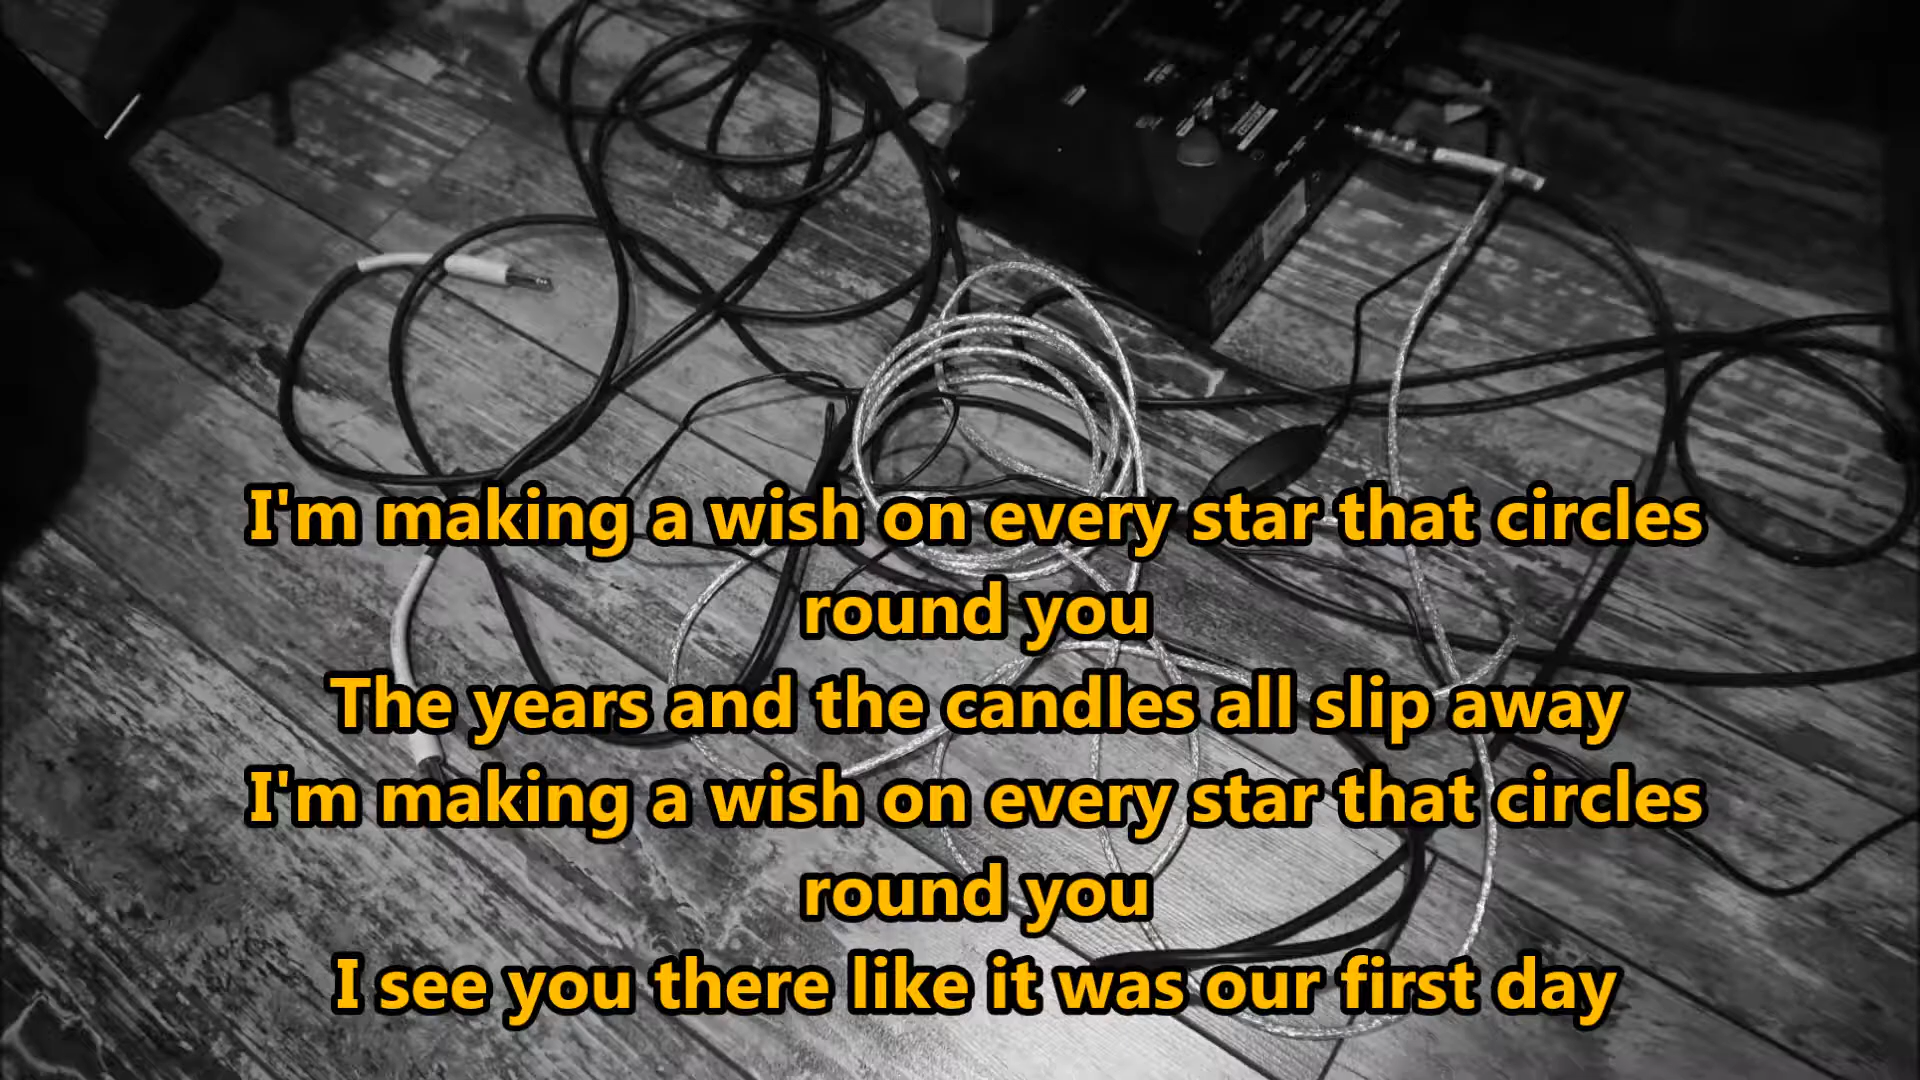 I'm making a wish on every star that circles
round you
The years and the candles all slip away
I'm making a wish on every star that circles
round you
I see you there like it was our first day